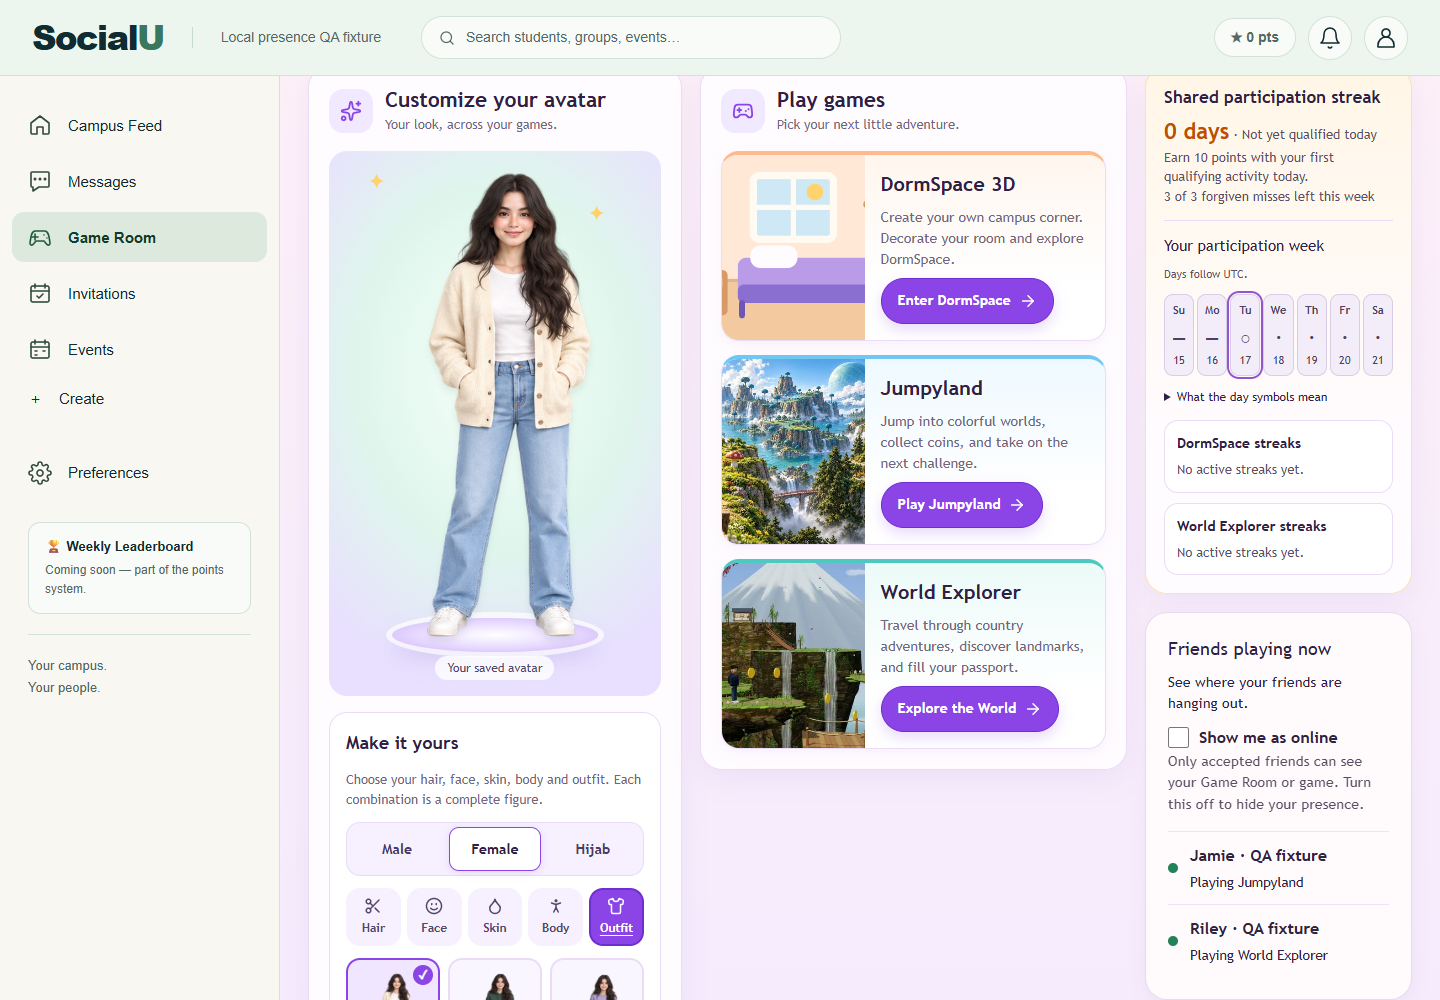 SocialU
Local presence QA fixture
Search students, groups, events…
★ 0 pts
Campus Feed
Messages
Game Room
Invitations
Events
+ Create
Preferences
🏆 Weekly Leaderboard
Coming soon — part of the points
system.
Your campus.
Your people.
Customize your avatar
Your look, across your games.
Your saved avatar
Make it yours
Choose your hair, face, skin, body and outfit. Each
combination is a complete figure.
Male
Female
Hijab
Hair
Face
Skin
Body
Outfit
Play games
Pick your next little adventure.
DormSpace 3D
Create your own campus corner.
Decorate your room and explore
DormSpace.
Enter DormSpace →
Jumpyland
Jump into colorful worlds,
collect coins, and take on the
next challenge.
Play Jumpyland →
World Explorer
Travel through country
adventures, discover landmarks,
and fill your passport.
Explore the World →
Shared participation streak
0 days · Not yet qualified today
Earn 10 points with your first
qualifying activity today.
3 of 3 forgiven misses left this week
Your participation week
Days follow UTC.
Su Mo Tu We Th Fr Sa
— — ○ • • • •
15 16 17 18 19 20 21
▶ What the day symbols mean
DormSpace streaks
No active streaks yet.
World Explorer streaks
No active streaks yet.
Friends playing now
See where your friends are
hanging out.
Show me as online
Only accepted friends can see
your Game Room or game. Turn
this off to hide your presence.
Jamie · QA fixture
Playing Jumpyland
Riley · QA fixture
Playing World Explorer